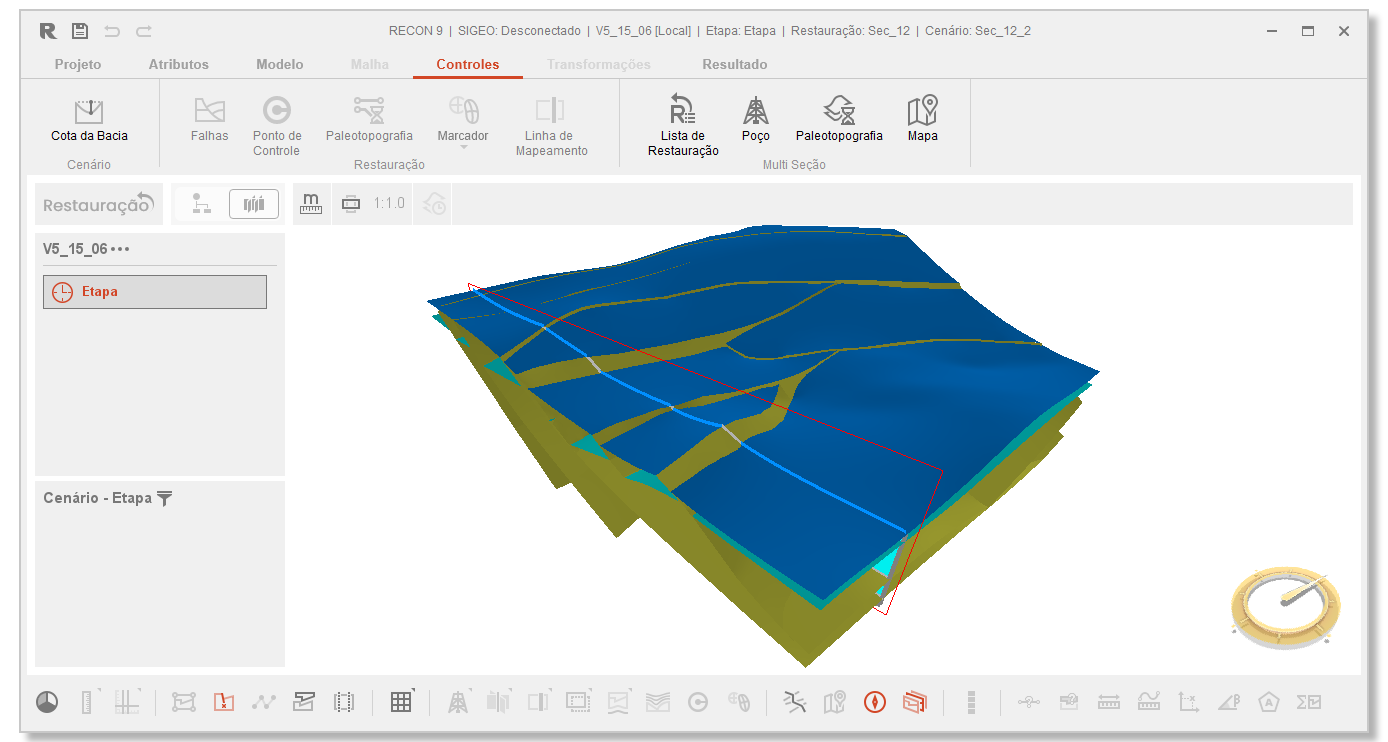 RECON 9 | SIGEO: Desconectado | V5_15_06 [Local] | Etapa: Etapa | Restauração: Sec_12 | Cenário: Sec_12_2
Projeto Atributos Modelo Malha Controles Transformações Resultado
Cota da Bacia
Cenário
Falhas
Ponto de
Controle
Paleotopografia
Marcador
Linha de
Mapeamento
Restauração
Lista de
Restauração
Poço
Paleotopografia
Mapa
Multi Seção
Restauração
m
1:1.0
V5_15_06 •••
Etapa
Cenário - Etapa